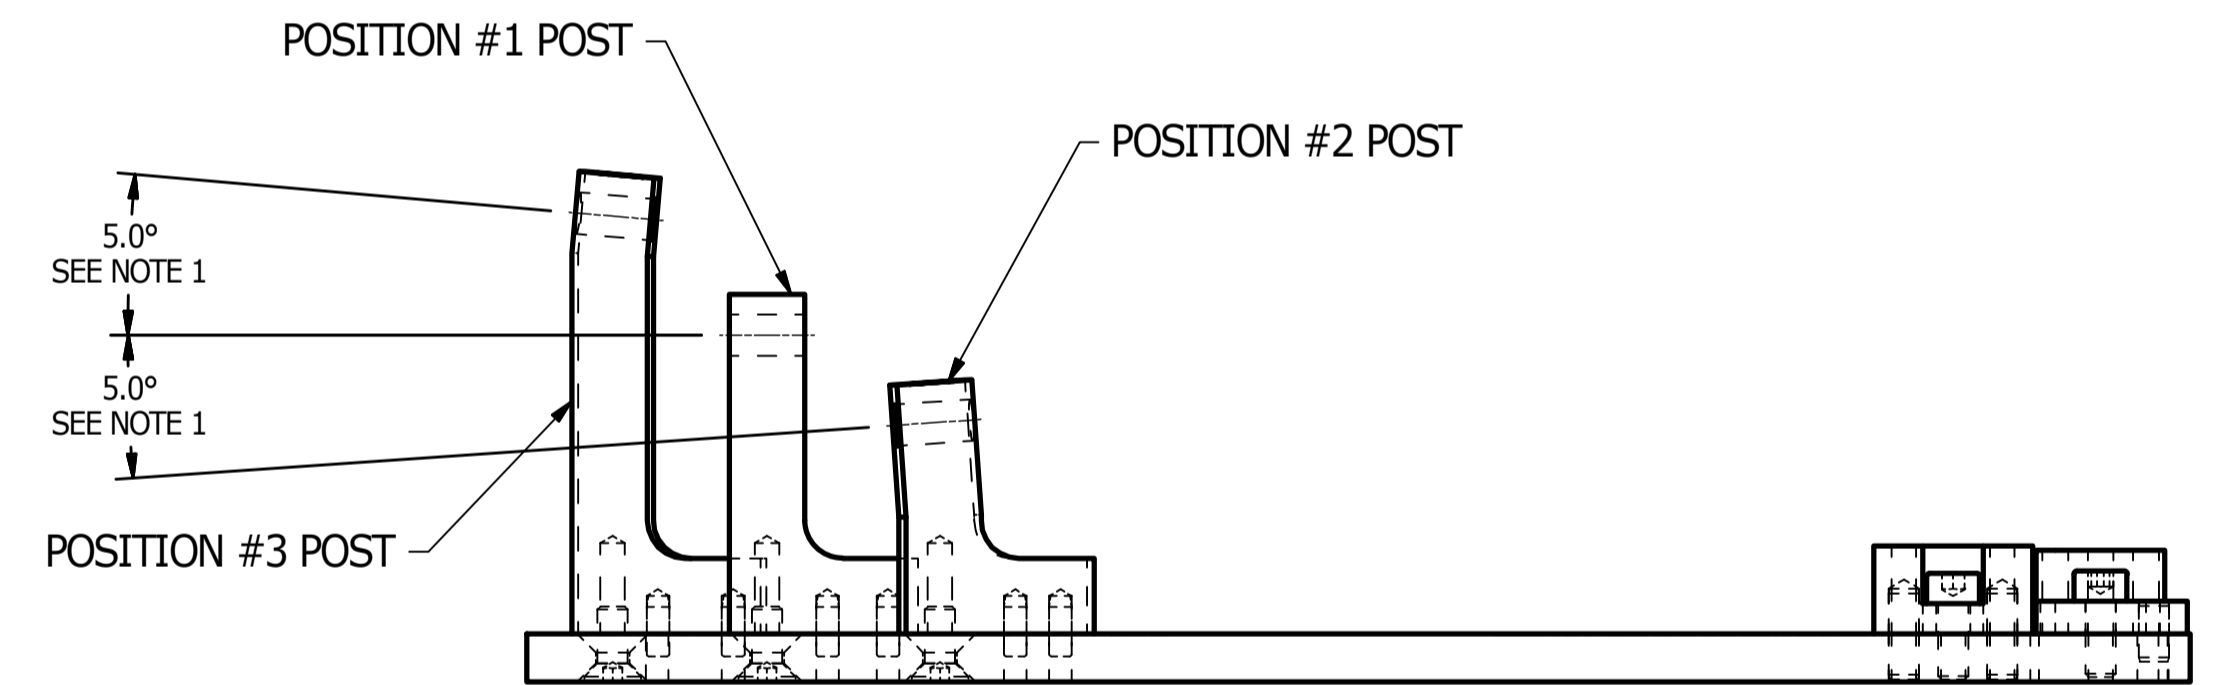 POSITION #1 POST
POSITION #2 POST
5.0°
SEE NOTE 1
5.0°
SEE NOTE 1
POSITION #3 POST